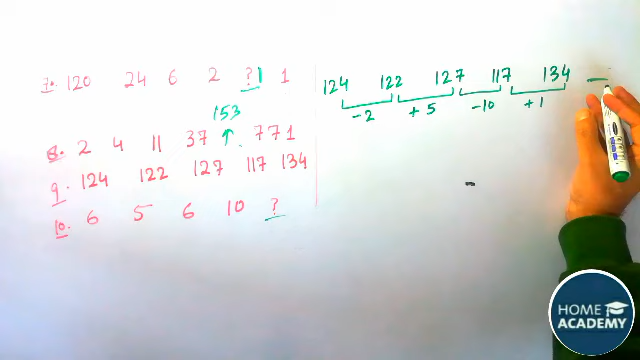 7. 120 24 6 2 ? 1 1
153
↑
8. 2 4 11 37 . 771
9. 124 122 127 117 134
10. 6 5 6 10 ?
124 122 127 117 134 _
-2 +5 -10 +1
HOME
ACADEMY